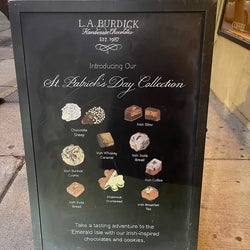 L.A. BURDICK
Handmade Chocolates
EST. 1987
Introducing Our
St. Patrick's Day Collection
Chocolate
Sheep
Irish Stout
Irish Whiskey
Caramel
Irish Soda
Bread
Irish Coffee
Shamrock
Shortbread
Irish Soda
Bread
Irish Breakfast
Tea
Take a tasting adventure to the
Emerald Isle with our Irish-inspired
chocolates and cookies.